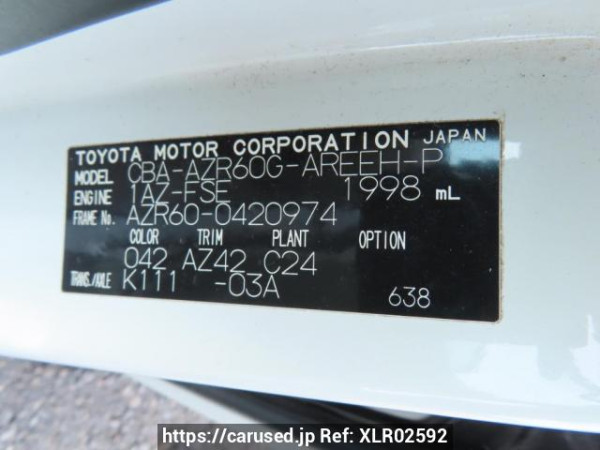 TOYOTA MOTOR CORPORATION JAPAN
MODEL CBA-AZR60G-AREEH-P
ENGINE 1AZ-FSE 1998 mL
FRAME No. AZR60-0420974
COLOR TRIM PLANT OPTION
042 AZ42 C24
TRANS./AXLE K111 -03A
638
https://carused.jp Ref: XLR02592